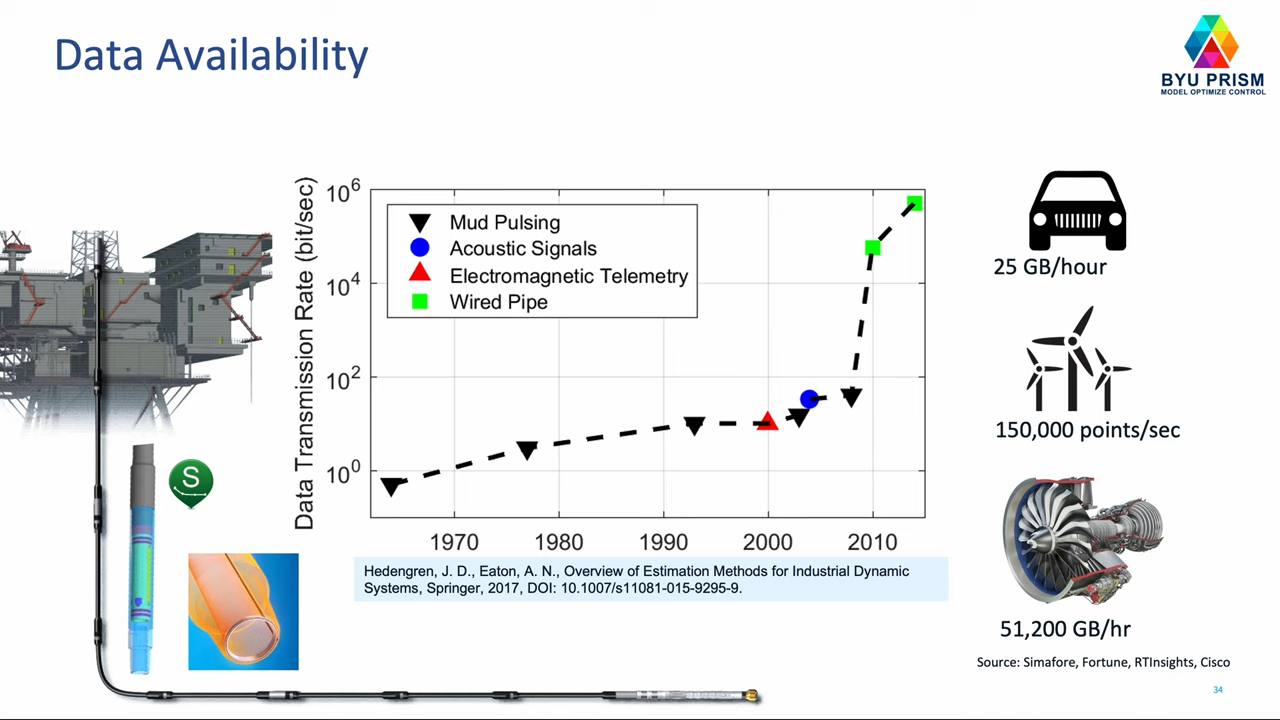 Data Availability
BYU PRISM
MODEL OPTIMIZE CONTROL
Data Transmission Rate (bit/sec)
10^6
10^4
10^2
10^0
Mud Pulsing
Acoustic Signals
Electromagnetic Telemetry
Wired Pipe
1970 1980 1990 2000 2010
Hedengren, J. D., Eaton, A. N., Overview of Estimation Methods for Industrial Dynamic
Systems, Springer, 2017, DOI: 10.1007/s11081-015-9295-9.
S
25 GB/hour
150,000 points/sec
51,200 GB/hr
Source: Simafore, Fortune, RTInsights, Cisco
34